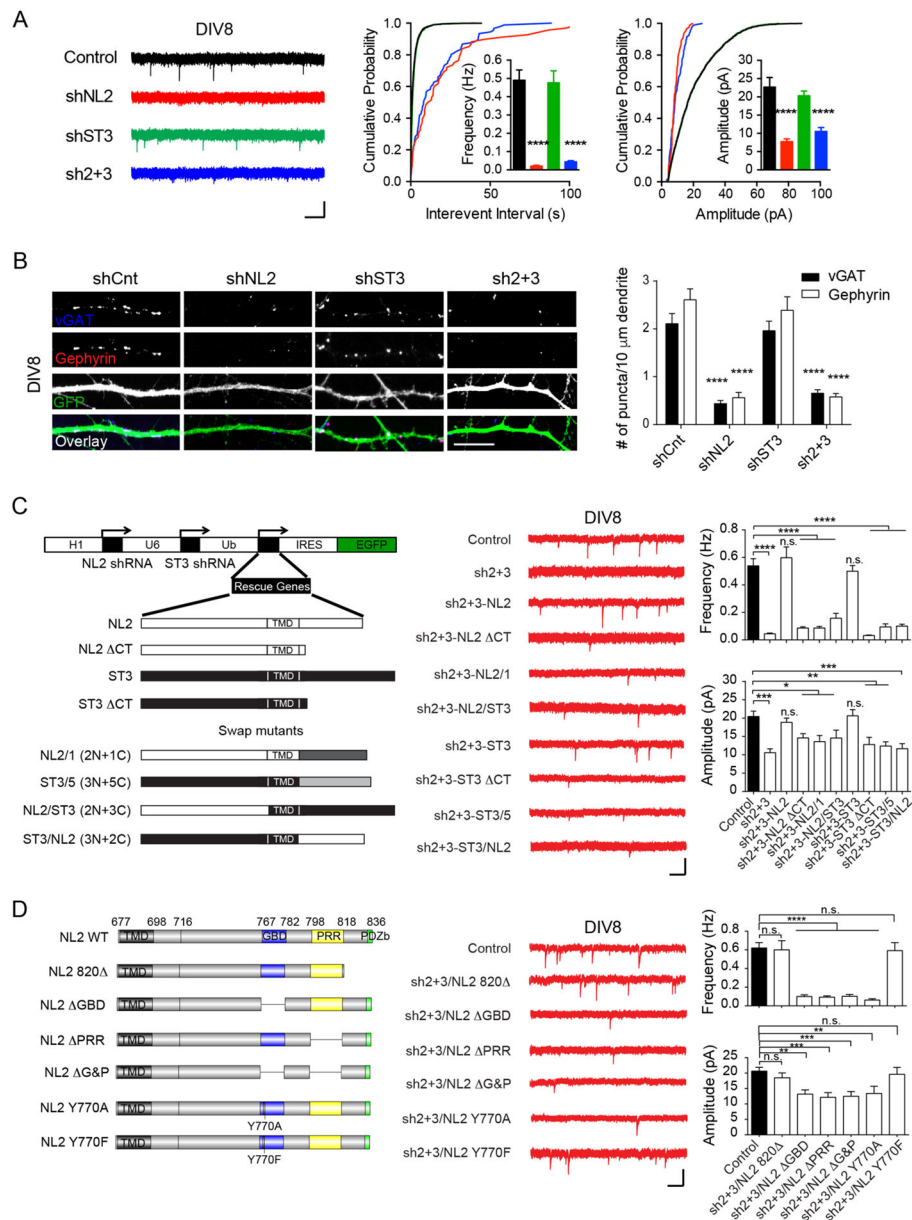 A
DIV8
Control
shNL2
shST3
sh2+3
Cumulative Probability
1.0
0.8
0.6
0.4
0.2
0.0
0
50
100
Interevent Interval (s)
Frequency (Hz)
0.6
0.5
0.4
0.3
0.2
0.1
0.0
**** ****
Cumulative Probability
1.0
0.8
0.6
0.4
0.2
0.0
0 20 40 60 80 100
Amplitude (pA)
Amplitude (pA)
30
25
20
15
10
5
0
**** ****
B
shCnt shNL2 shST3 sh2+3
DIV8
vGAT
Gephyrin
GFP
Overlay
# of puncta/10 μm dendrite
3
2
1
0
vGAT
Gephyrin
**** ****
**** ****
shCnt
shNL2
shST3
sh2+3
C
H1 U6 Ub IRES EGFP
NL2 shRNA ST3 shRNA
Rescue Genes
NL2 TMD
NL2 ΔCT TMD
ST3 TMD
ST3 ΔCT TMD
Swap mutants
NL2/1 (2N+1C) TMD
ST3/5 (3N+5C) TMD
NL2/ST3 (2N+3C) TMD
ST3/NL2 (3N+2C) TMD
DIV8
Control
sh2+3
sh2+3-NL2
sh2+3-NL2 ΔCT
sh2+3-NL2/1
sh2+3-NL2/ST3
sh2+3-ST3
sh2+3-ST3 ΔCT
sh2+3-ST3/5
sh2+3-ST3/NL2
Frequency (Hz)
0.8
0.6
0.4
0.2
0.0
****
****
**** n.s. n.s.
Amplitude (pA)
25
20
15
10
5
0
***
**
*
*** n.s. n.s.
Control
sh2+3
sh2+3-NL2
sh2+3-NL2 ΔCT
sh2+3-NL2/1
sh2+3-NL2/ST3
sh2+3-ST3
sh2+3-ST3 ΔCT
sh2+3-ST3/5
sh2+3-ST3/NL2
D
677 698 716 767 782 798 818 836
NL2 WT TMD GBD PRR PDZb
NL2 820Δ TMD
NL2 ΔGBD TMD
NL2 ΔPRR TMD
NL2 ΔG&P TMD
NL2 Y770A TMD
Y770A
NL2 Y770F TMD
Y770F
DIV8
Control
sh2+3/NL2 820Δ
sh2+3/NL2 ΔGBD
sh2+3/NL2 ΔPRR
sh2+3/NL2 ΔG&P
sh2+3/NL2 Y770A
sh2+3/NL2 Y770F
Frequency (Hz)
0.8
0.6
0.4
0.2
0.0
n.s.
****
n.s.
Amplitude (pA)
25
20
15
10
5
0
n.s.
**
***
***
**
n.s.
Control
sh2+3/NL2 820Δ
sh2+3/NL2 ΔGBD
sh2+3/NL2 ΔPRR
sh2+3/NL2 ΔG&P
sh2+3/NL2 Y770A
sh2+3/NL2 Y770F